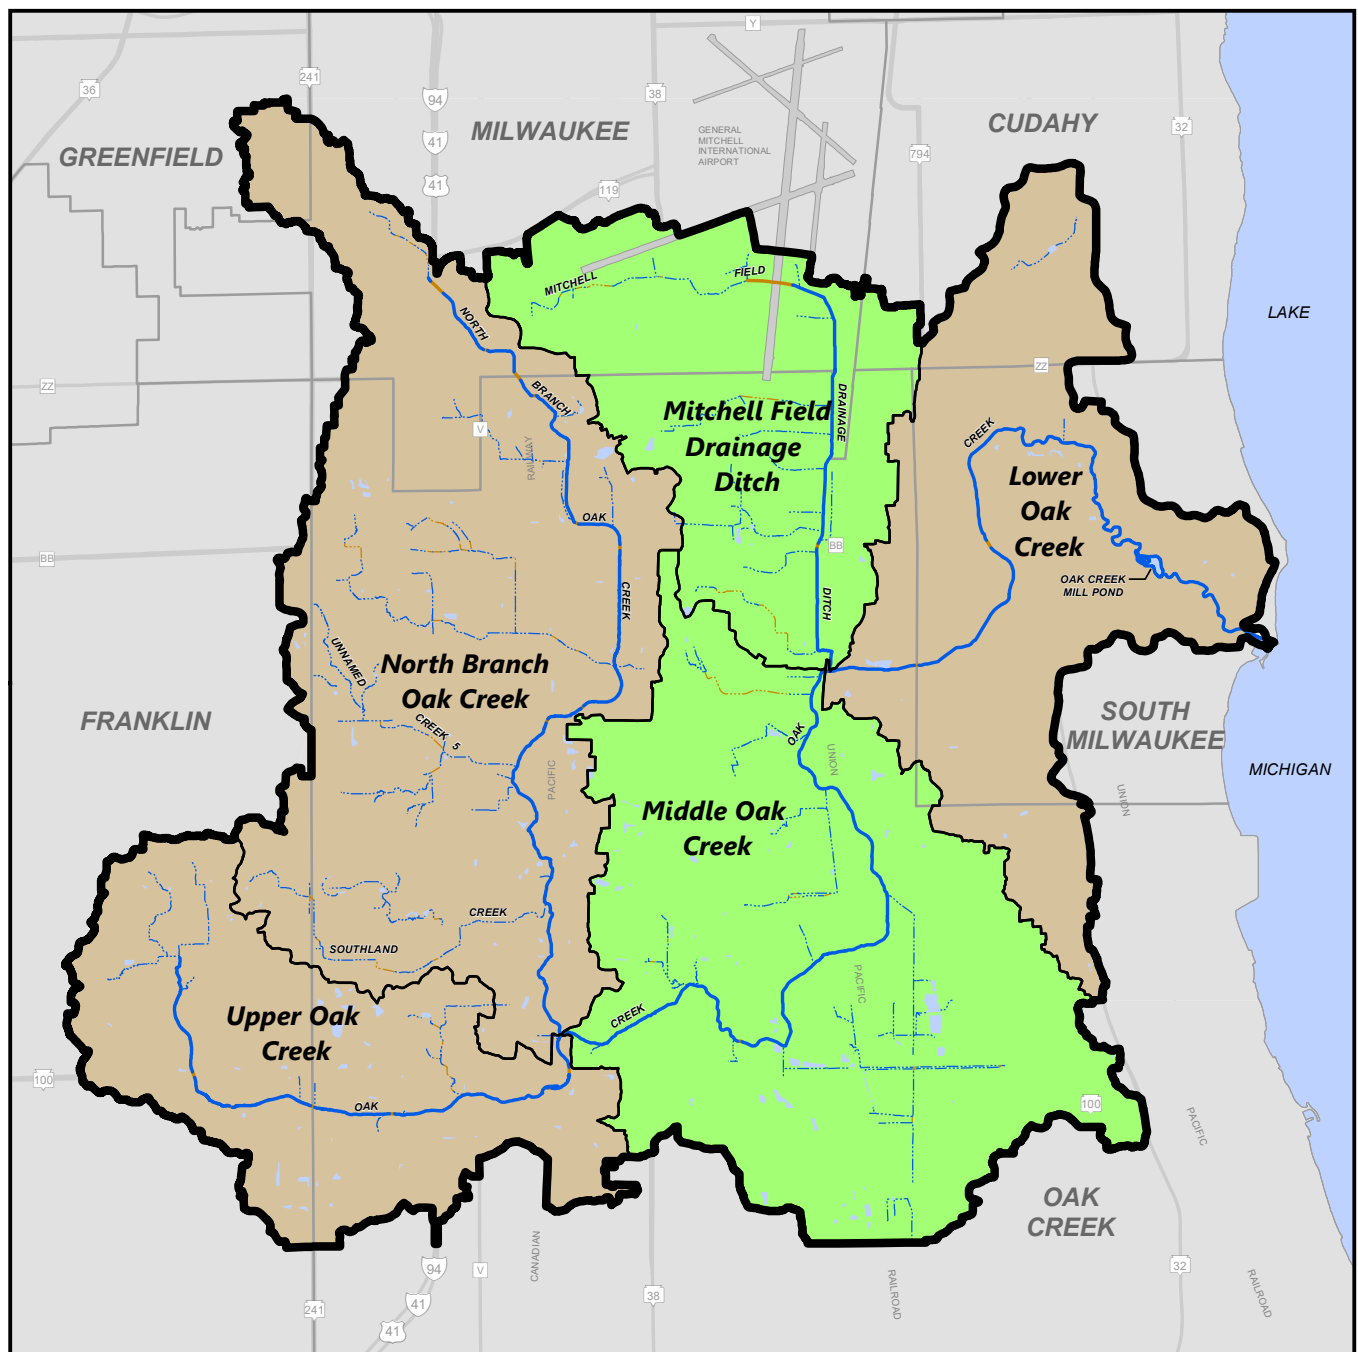 Y
241
36
94
38
MILWAUKEE
CUDAHY
GENERAL
MITCHELL
INTERNATIONAL
AIRPORT
32
41
794
GREENFIELD
41
119
MITCHELL
FIELD
LAKE
NORTH
ZZ
ZZ
BRANCH
DRAINAGE
Mitchell Field
Drainage
Ditch
V
RAILWAY
CREEK
Lower
Oak
Creek
OAK
BB
BB
OAK CREEK
MILL POND
CREEK
DITCH
UNNAMED
North Branch
Oak Creek
FRANKLIN
CREEK 5
OAK
SOUTH
MILWAUKEE
UNION
MICHIGAN
PACIFIC
UNION
Middle Oak
Creek
CREEK
SOUTHLAND
PACIFIC
Upper Oak
Creek
CREEK
100
OAK
100
PACIFIC
OAK
CREEK
CANADIAN
94
V
32
RAILROAD
RAILROAD
38
41
241
41